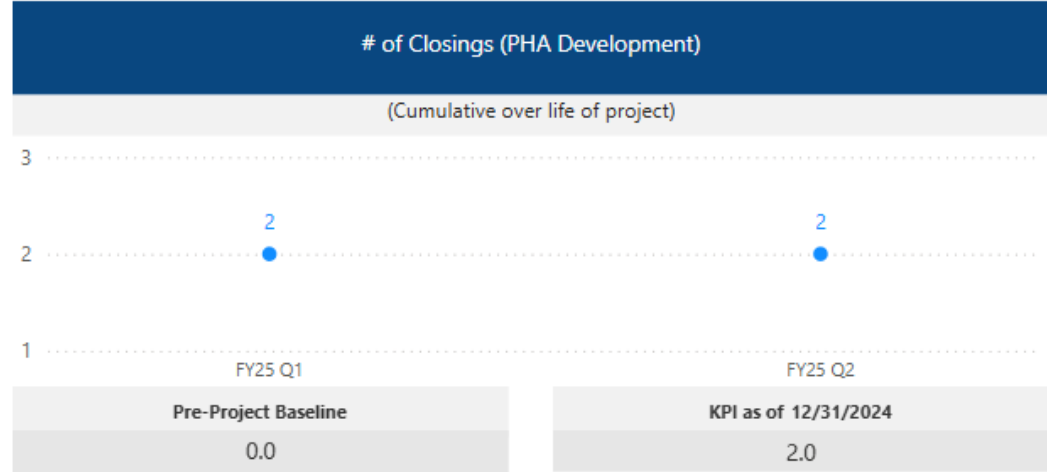 # of Closings (PHA Development)
(Cumulative over life of project)
3
2 2
2
1
FY25 Q1 FY25 Q2
Pre-Project Baseline KPI as of 12/31/2024
0.0 2.0